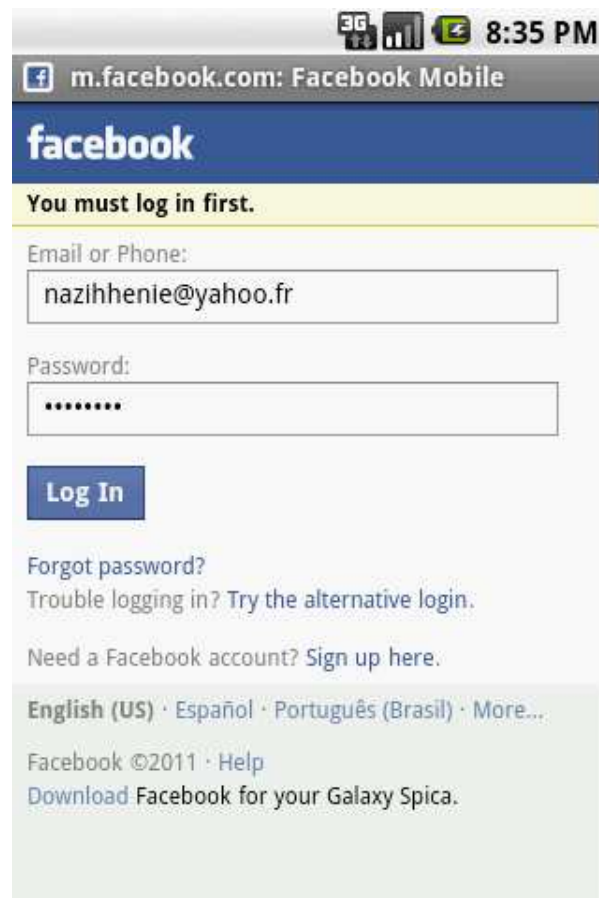 3G 8:35 PM
m.facebook.com: Facebook Mobile
facebook
You must log in first.
Email or Phone:
nazihhenie@yahoo.fr
Password:
••••••••
Log In
Forgot password?
Trouble logging in? Try the alternative login.
Need a Facebook account? Sign up here.
English (US) · Español · Português (Brasil) · More...
Facebook ©2011 · Help
Download Facebook for your Galaxy Spica.